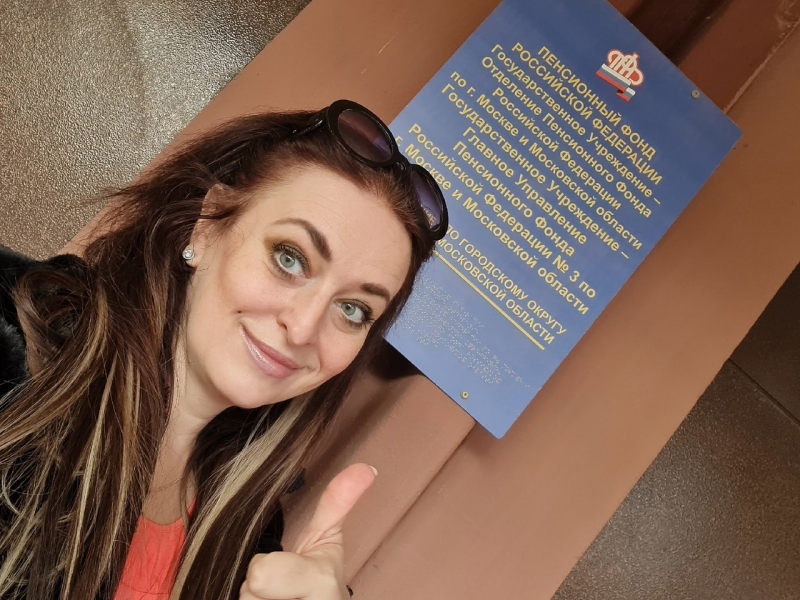 ПЕНСИОННЫЙ ФОНД
РОССИЙСКОЙ ФЕДЕРАЦИИ
Государственное Учреждение –
Отделение Пенсионного Фонда
Российской Федерации
по г. Москве и Московской области
Государственное Учреждение –
Главное Управление
Пенсионного Фонда
Российской Федерации № 3 по
г. Москве и Московской области
ПО ГОРОДСКОМУ ОКРУГУ
МОСКОВСКОЙ ОБЛАСТИ